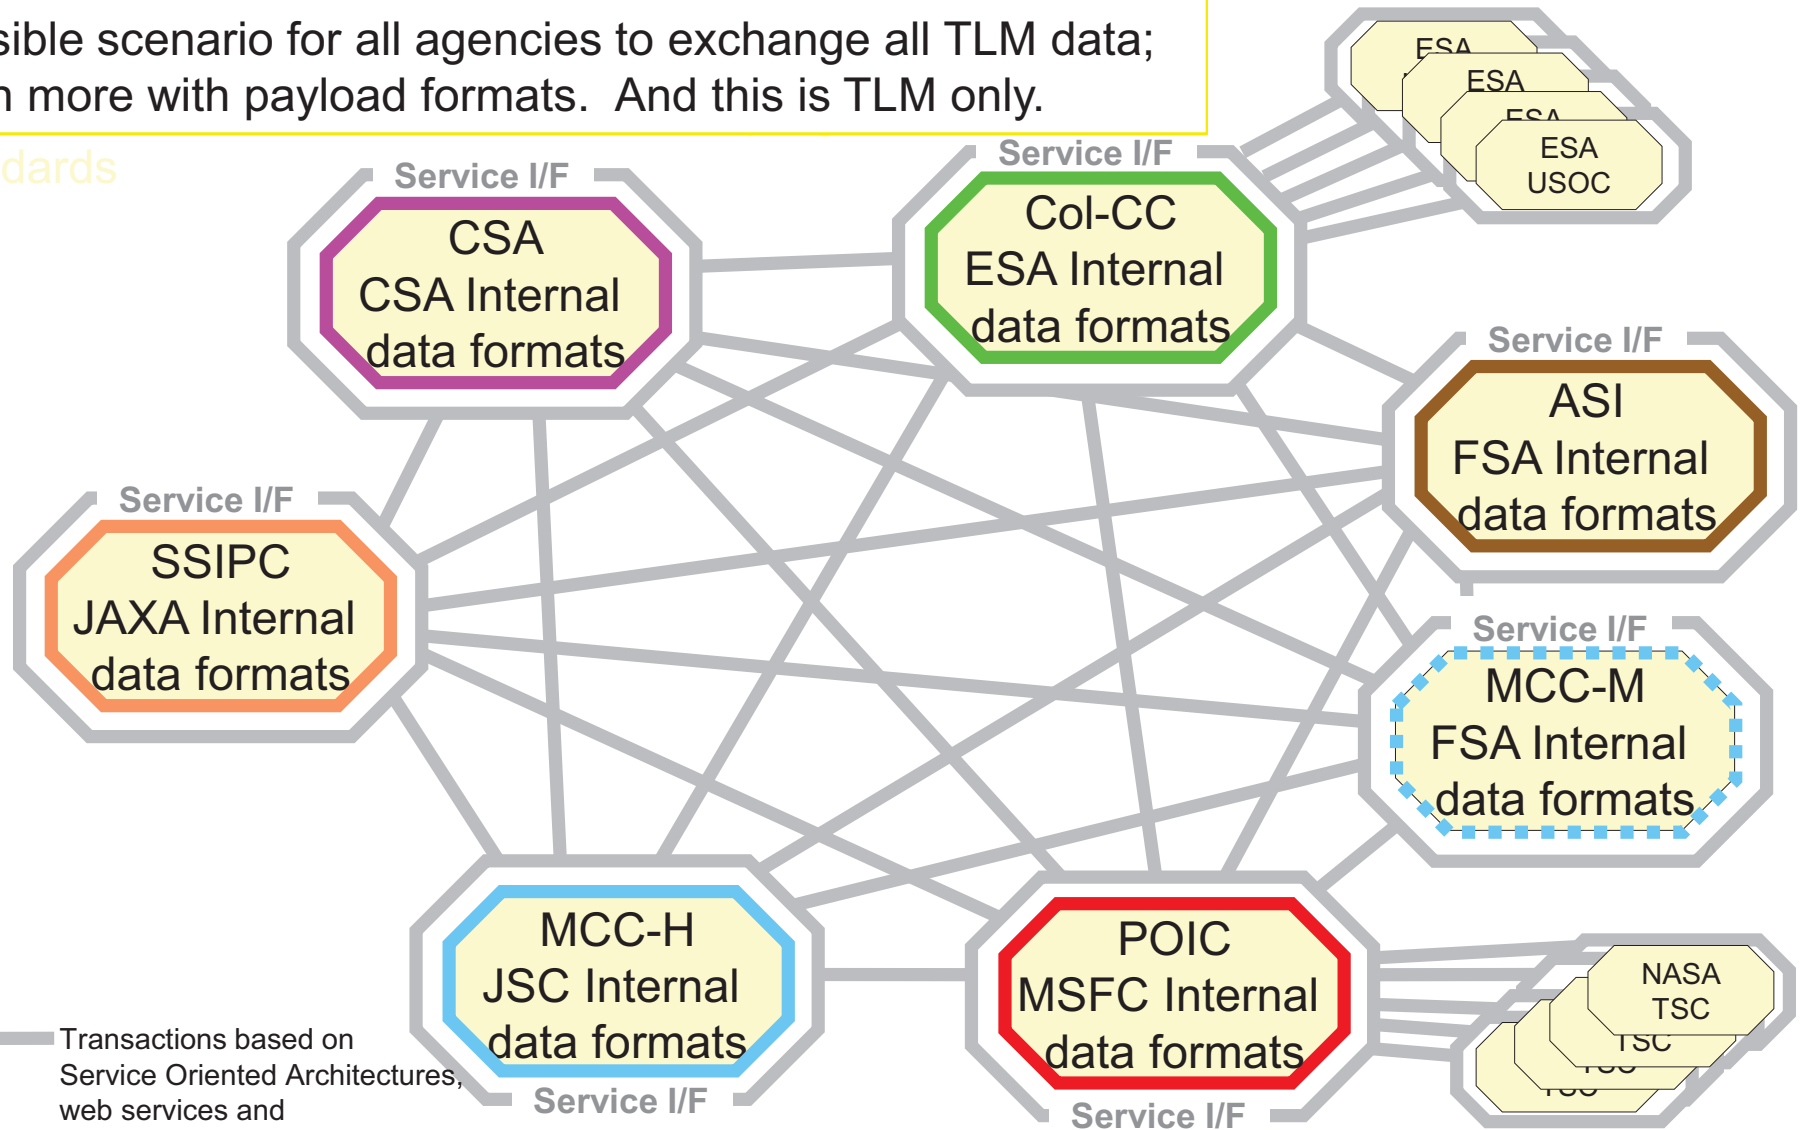 sible scenario for all agencies to exchange all TLM data;
n more with payload formats.  And this is TLM only.
dards
ESA
ESA
ESA
ESA
USOC
Service I/F
CSA
CSA Internal
data formats
Service I/F
Col-CC
ESA Internal
data formats
Service I/F
ASI
FSA Internal
data formats
Service I/F
SSIPC
JAXA Internal
data formats
Service I/F
MCC-M
FSA Internal
data formats
MCC-H
JSC Internal
data formats
Service I/F
POIC
MSFC Internal
data formats
Service I/F
NASA
TSC
TSC
Transactions based on
Service Oriented Architectures,
web services and